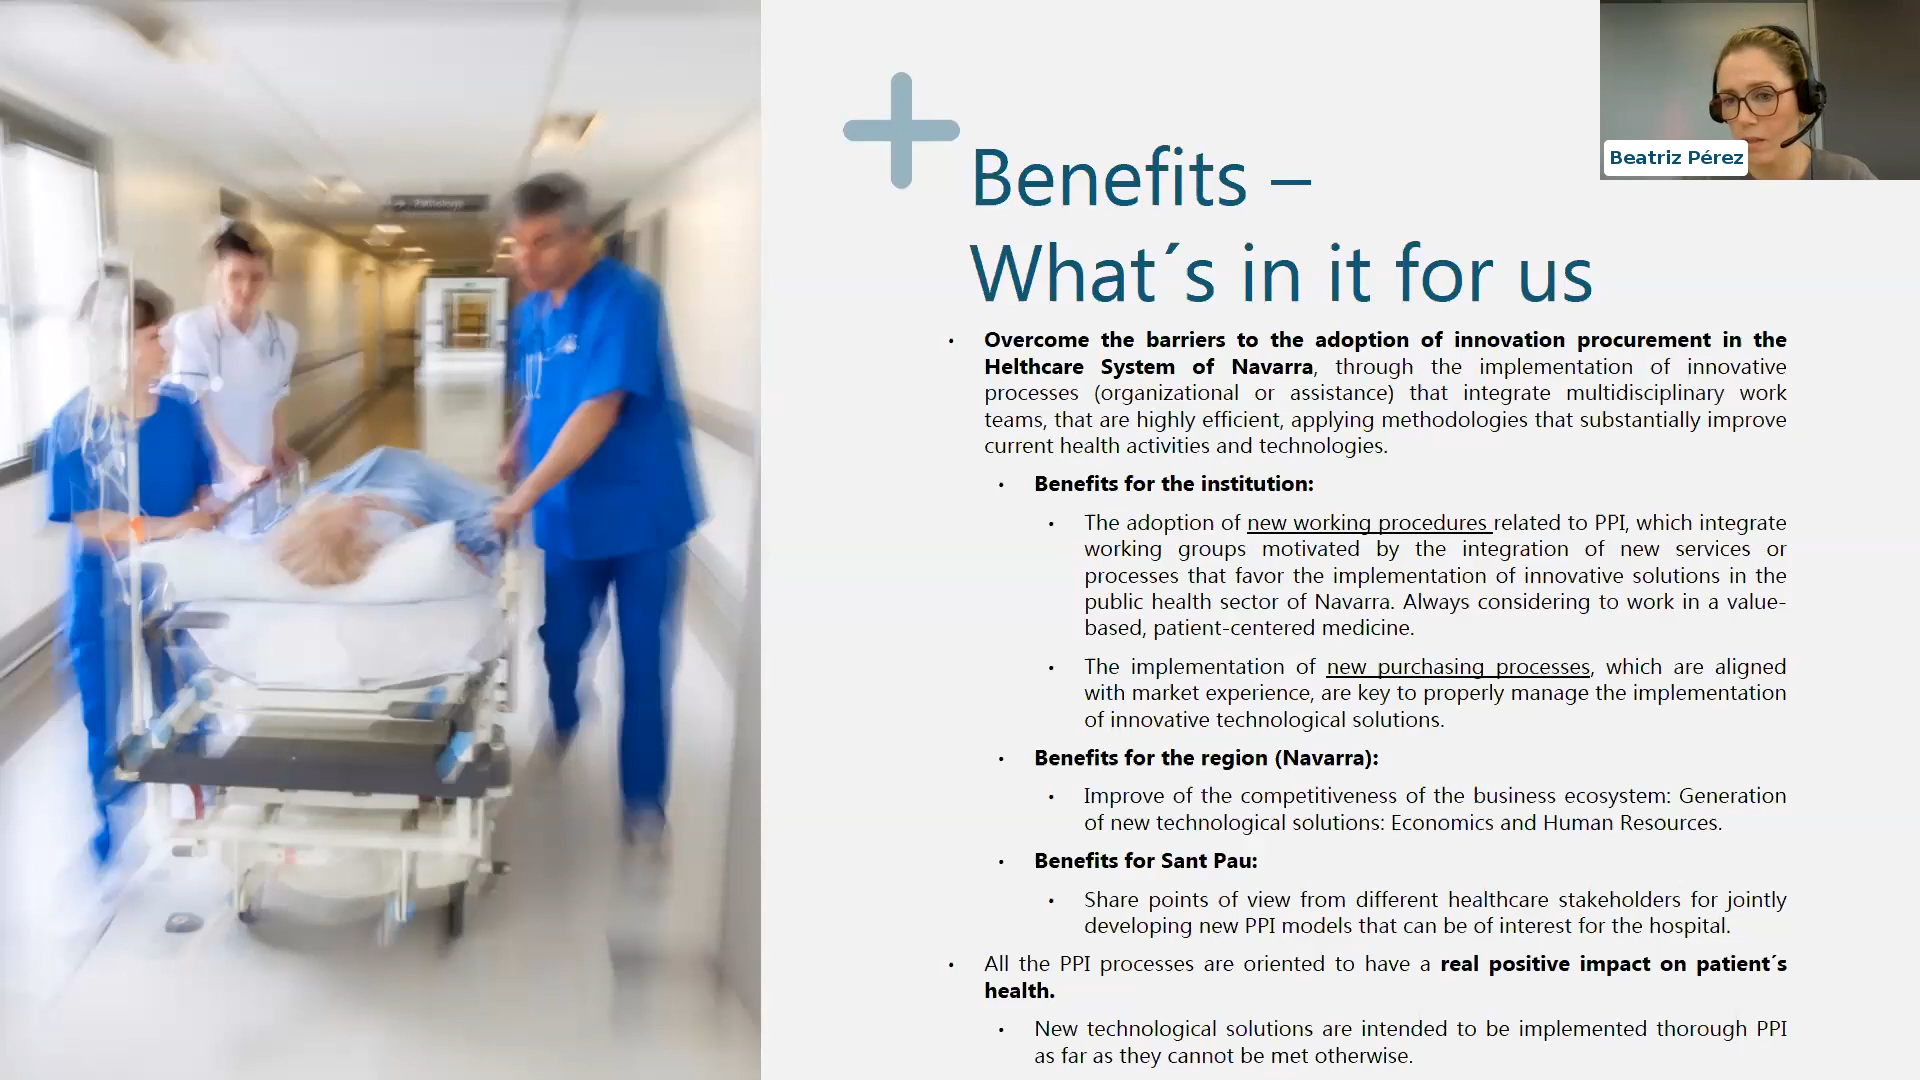 Pathology
Beatriz Pérez
Benefits –
What´s in it for us
• Overcome the barriers to the adoption of innovation procurement in the
Helthcare System of Navarra, through the implementation of innovative
processes (organizational or assistance) that integrate multidisciplinary work
teams, that are highly efficient, applying methodologies that substantially improve
current health activities and technologies.
• Benefits for the institution:
• The adoption of new working procedures related to PPI, which integrate
working groups motivated by the integration of new services or
processes that favor the implementation of innovative solutions in the
public health sector of Navarra. Always considering to work in a value-
based, patient-centered medicine.
• The implementation of new purchasing processes, which are aligned
with market experience, are key to properly manage the implementation
of innovative technological solutions.
• Benefits for the region (Navarra):
• Improve of the competitiveness of the business ecosystem: Generation
of new technological solutions: Economics and Human Resources.
• Benefits for Sant Pau:
• Share points of view from different healthcare stakeholders for jointly
developing new PPI models that can be of interest for the hospital.
• All the PPI processes are oriented to have a real positive impact on patient´s
health.
• New technological solutions are intended to be implemented thorough PPI
as far as they cannot be met otherwise.